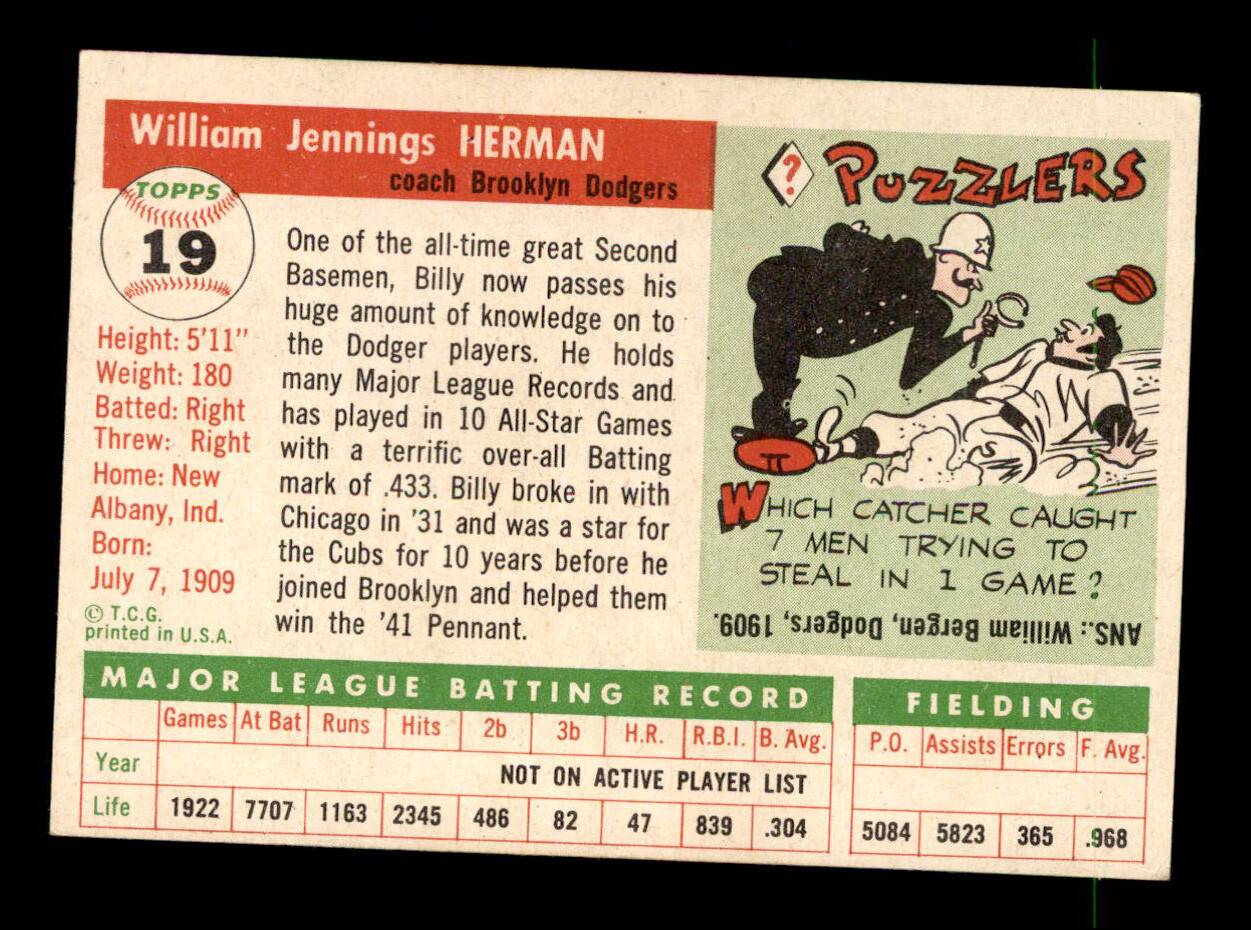 William Jennings HERMAN
coach Brooklyn Dodgers
TOPPS
19
Height: 5'11"
Weight: 180
Batted: Right
Threw: Right
Home: New
Albany, Ind.
Born:
July 7, 1909
© T.C.G.
printed in U.S.A.
One of the all-time great Second
Basemen, Billy now passes his
huge amount of knowledge on to
the Dodger players. He holds
many Major League Records and
has played in 10 All-Star Games
with a terrific over-all Batting
mark of .433. Billy broke in with
Chicago in '31 and was a star for
the Cubs for 10 years before he
joined Brooklyn and helped them
win the '41 Pennant.
? PUZZLERS
S
WHICH CATCHER CAUGHT
7 MEN TRYING TO
STEAL IN 1 GAME?
ANS.: William Bergen, Dodgers, 1909.
MAJOR LEAGUE BATTING RECORD
Games At Bat Runs Hits 2b 3b H.R. R.B.I. B. Avg.
Year NOT ON ACTIVE PLAYER LIST
Life 1922 7707 1163 2345 486 82 47 839 .304
FIELDING
P.O. Assists Errors F. Avg.
5084 5823 365 .968